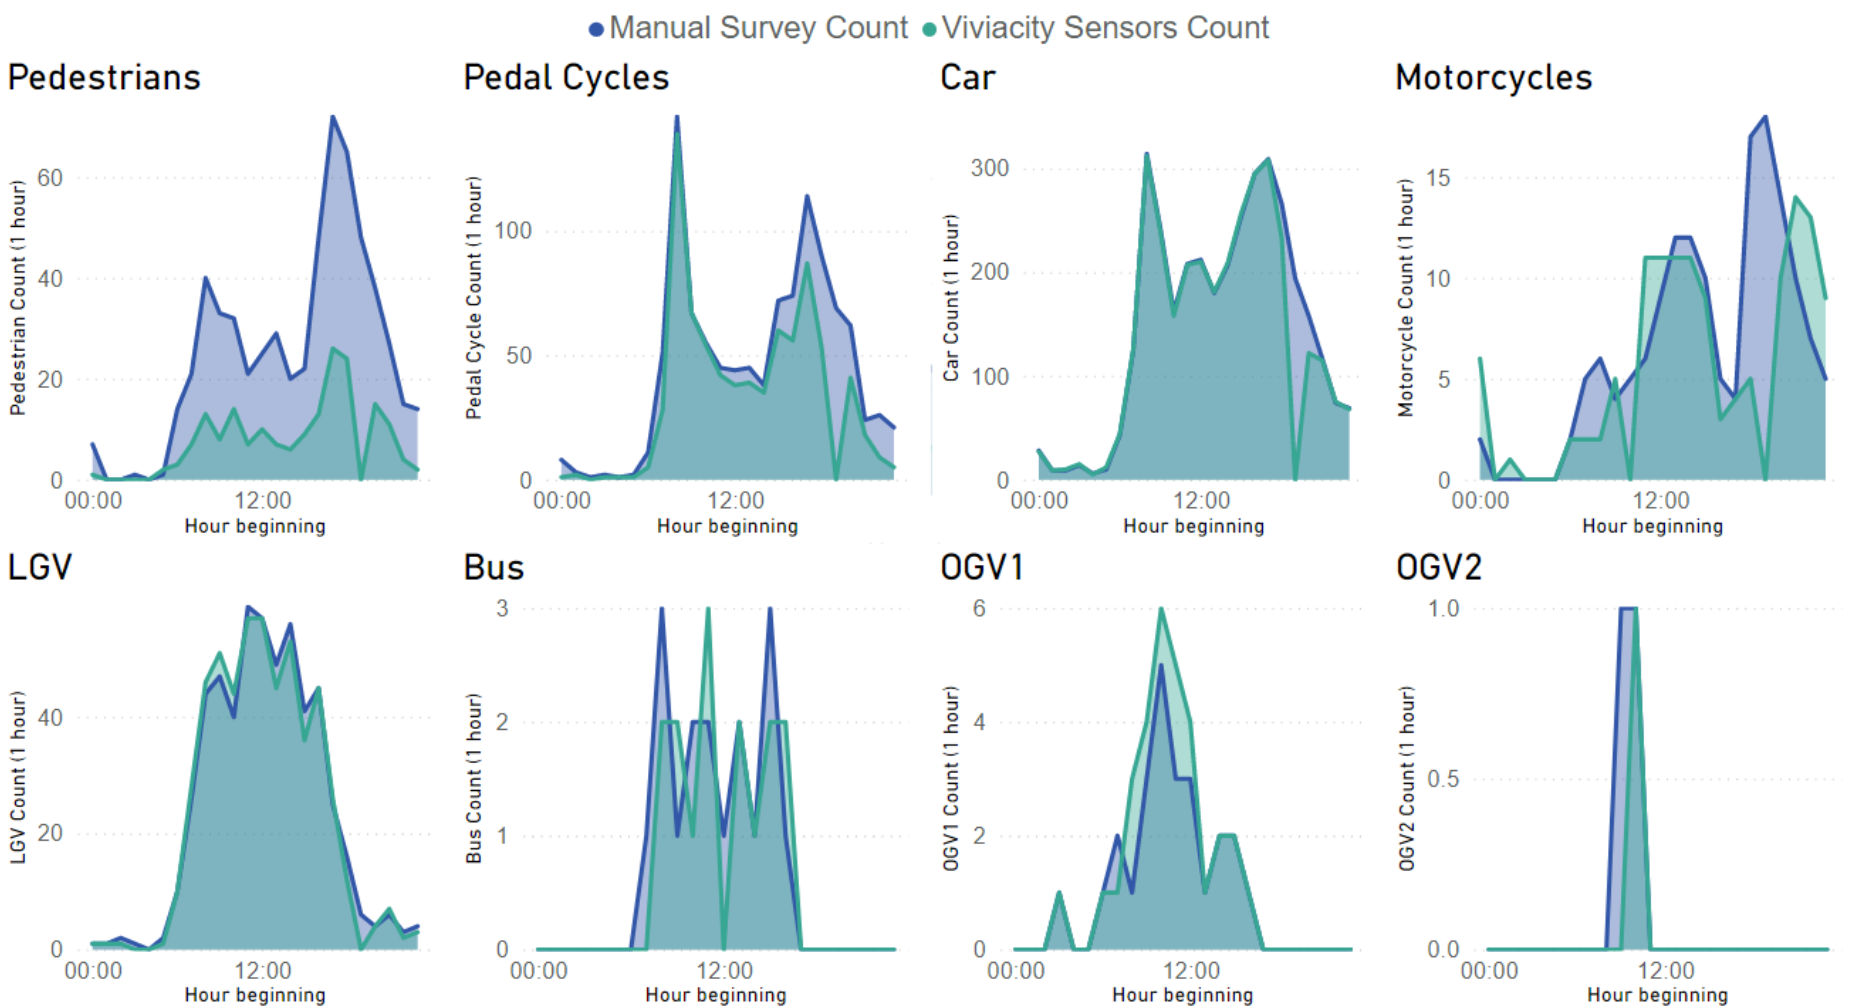 Manual Survey Count Viviacity Sensors Count
Pedestrians
Pedestrian Count (1 hour)
60
40
20
0
00:00 12:00
Hour beginning
Pedal Cycles
Pedal Cycle Count (1 hour)
100
50
0
00:00 12:00
Hour beginning
Car
Car Count (1 hour)
300
200
100
0
00:00 12:00
Hour beginning
Motorcycles
Motorcycle Count (1 hour)
15
10
5
0
00:00 12:00
Hour beginning
LGV
LGV Count (1 hour)
40
20
0
00:00 12:00
Hour beginning
Bus
Bus Count (1 hour)
3
2
1
0
00:00 12:00
Hour beginning
OGV1
OGV1 Count (1 hour)
6
4
2
0
00:00 12:00
Hour beginning
OGV2
OGV2 Count (1 hour)
1.0
0.5
0.0
00:00 12:00
Hour beginning